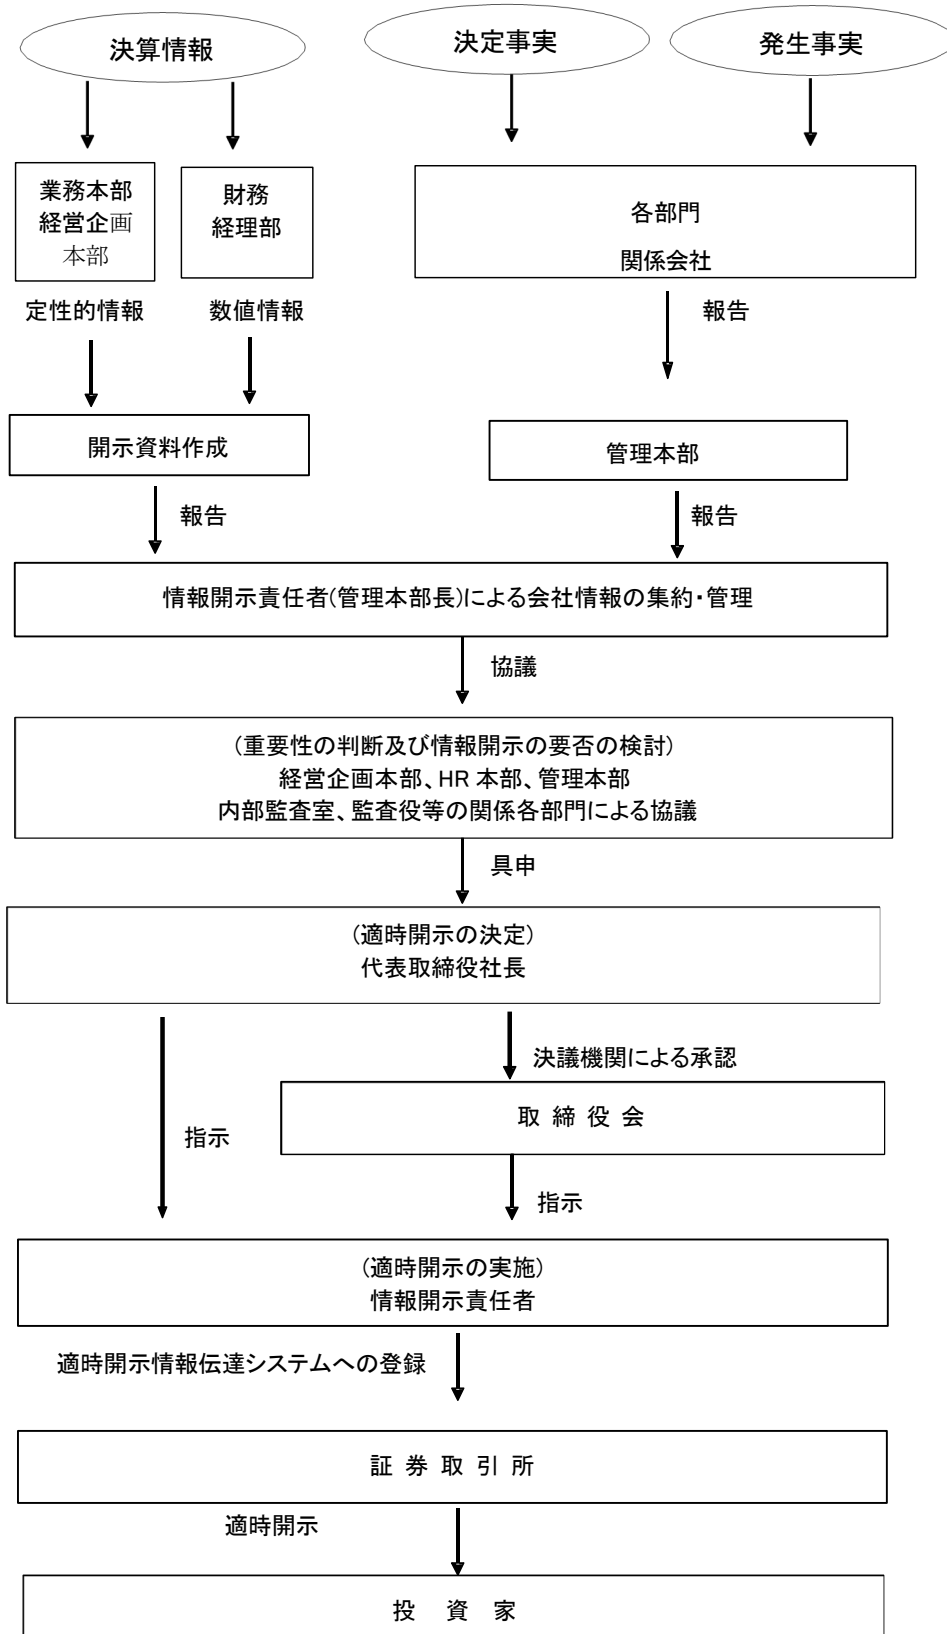 決算情報
決定事実
発生事実
業務本部
経営企画
本部
財務
経理部
各部門
関係会社
定性的情報
数値情報
報告
開示資料作成
管理本部
報告
報告
情報開示責任者(管理本部長)による会社情報の集約・管理
協議
(重要性の判断及び情報開示の要否の検討)
経営企画本部、HR 本部、管理本部
内部監査室、監査役等の関係各部門による協議
具申
(適時開示の決定)
代表取締役社長
決議機関による承認
取 締 役 会
指示
指示
(適時開示の実施)
情報開示責任者
適時開示情報伝達システムへの登録
証 券 取 引 所
適時開示
投 資 家